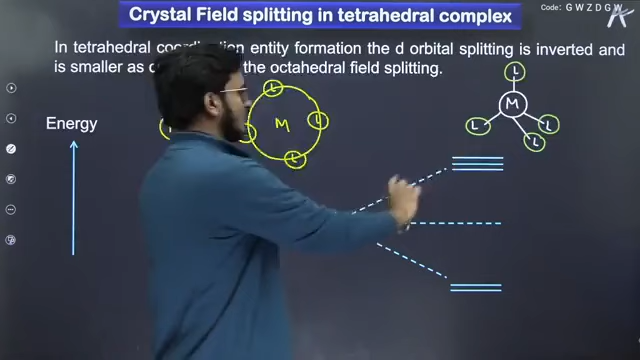 Crystal Field splitting in tetrahedral complex
Code: G W Z D G W
In tetrahedral coordination entity formation the d orbital splitting is inverted and
is smaller as the octahedral field splitting.
Energy
M
L
L
L
M
L
L
L
L